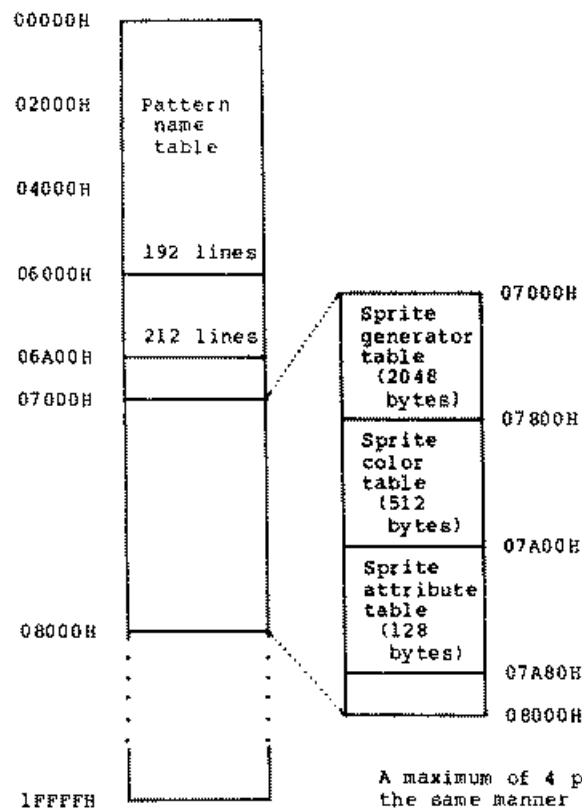 00000H
02000H
Pattern
name
table
04000H
192 lines
06000H
212 lines
06A00H
07000H
08000H
1FFFFH
07000H
Sprite
generator
table
(2048
bytes)
07800H
Sprite
color
table
(512
bytes)
07A00H
Sprite
attribute
table
(128
bytes)
07A80H
08000H
A maximum of 4 p
the same manner